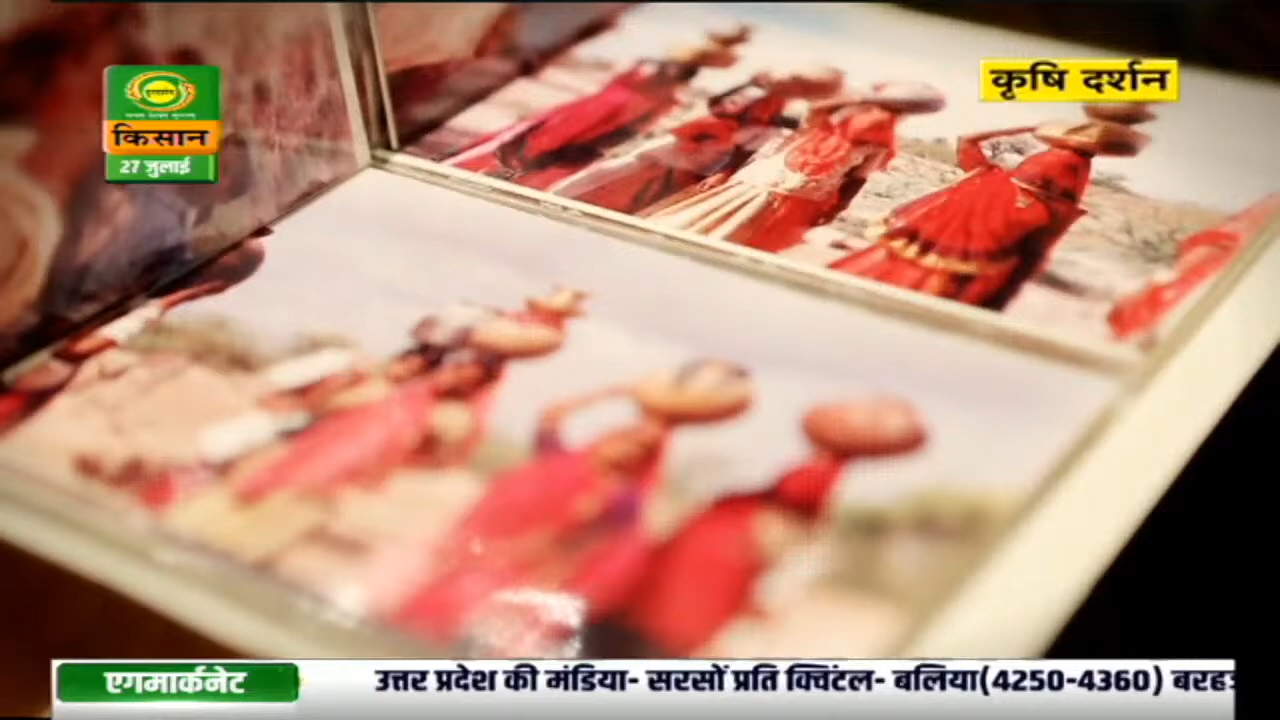 किसान
27 जुलाई
कृषि दर्शन
एगमार्कनेट
उत्तर प्रदेश की मंडिया- सरसों प्रति क्विंटल- बलिया(4250-4360)